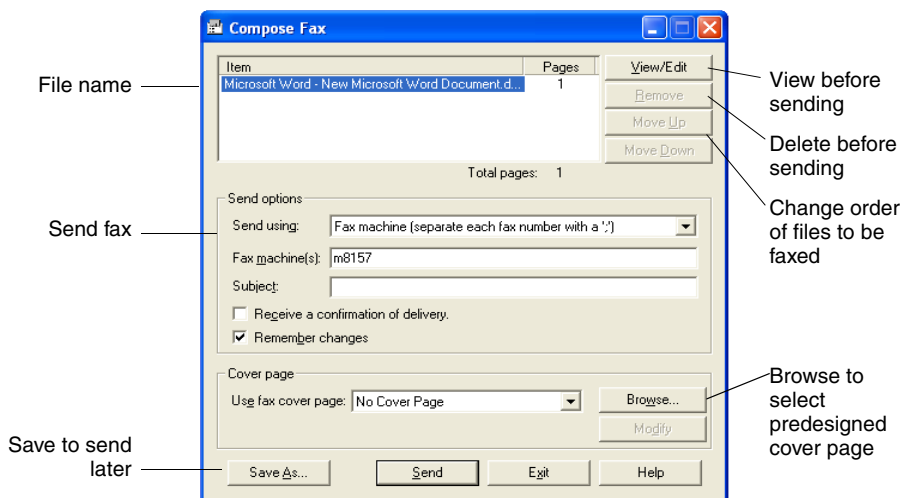 Compose Fax
File name
Item Pages
Microsoft Word - New Microsoft Word Document.d... 1
View/Edit
Remove
Move Up
Move Down
Total pages: 1
View before
sending
Delete before
sending
Change order
of files to be
faxed
Send fax
Send options
Send using: Fax machine (separate each fax number with a ';')
Fax machine(s): m8157
Subject:
Receive a confirmation of delivery.
Remember changes
Cover page
Use fax cover page: No Cover Page
Browse...
Modify
Browse to
select
predesigned
cover page
Save to send
later
Save As... Send Exit Help